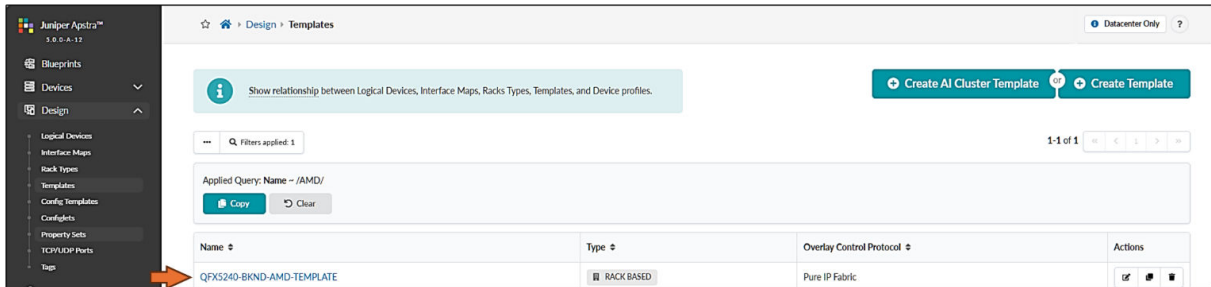 Juniper Apstra™
5.0.0-A-12
Design › Templates
Datacenter Only ?
Blueprints
Devices
Design
Logical Devices
Interface Maps
Rack Types
Templates
Config Templates
Configlets
Property Sets
TCP/UDP Ports
Tags
Show relationship between Logical Devices, Interface Maps, Racks Types, Templates, and Device profiles.
Create AI Cluster Template or Create Template
Filters applied: 1
1-1 of 1
1
Applied Query: Name ~ /AMD/
Copy Clear
Name Type Overlay Control Protocol Actions
QFX5240-BKND-AMD-TEMPLATE RACK BASED Pure IP Fabric